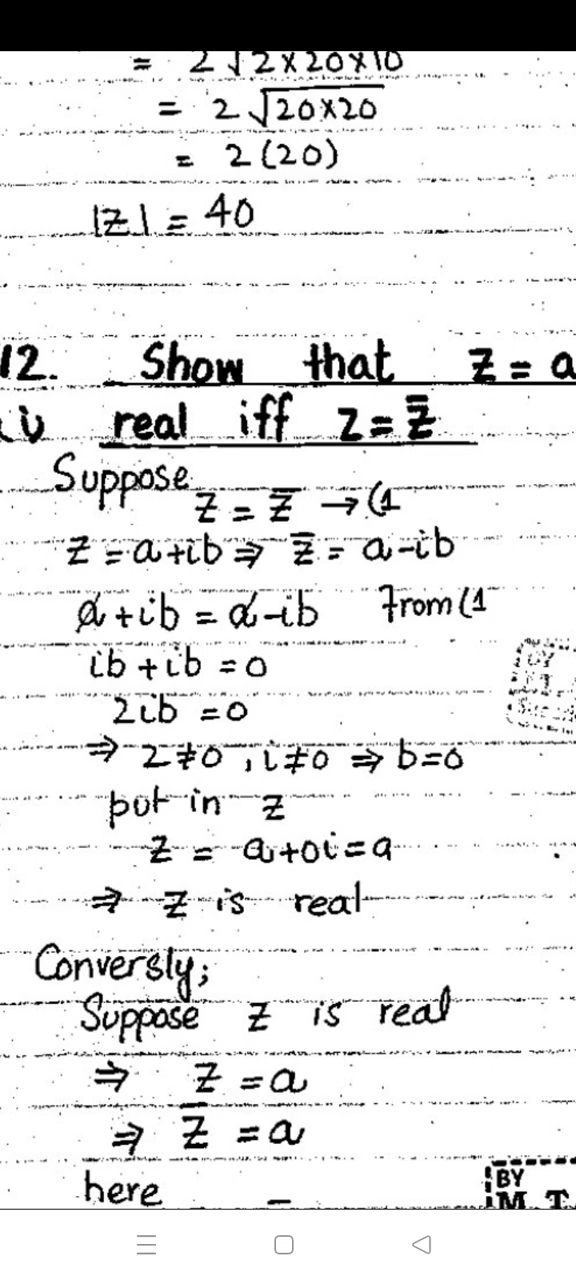 = 2√2×20×10
= 2√20×20
= 2(20)
|Z| = 40
12. Show that Z = a
real iff Z = Z̅
Suppose
Z = Z̅ → (1
Z = a+ib ⇒ Z̅ = a-ib
a+ib = a-ib from (1
ib + ib = 0
2ib = 0
⇒ 2≠0, i≠0 ⇒ b=0
put in Z
Z = a+0i = a
⇒ Z is real
Conversly;
Suppose Z is real
⇒ Z = a
⇒ Z̅ = a
here
BY
M. T.